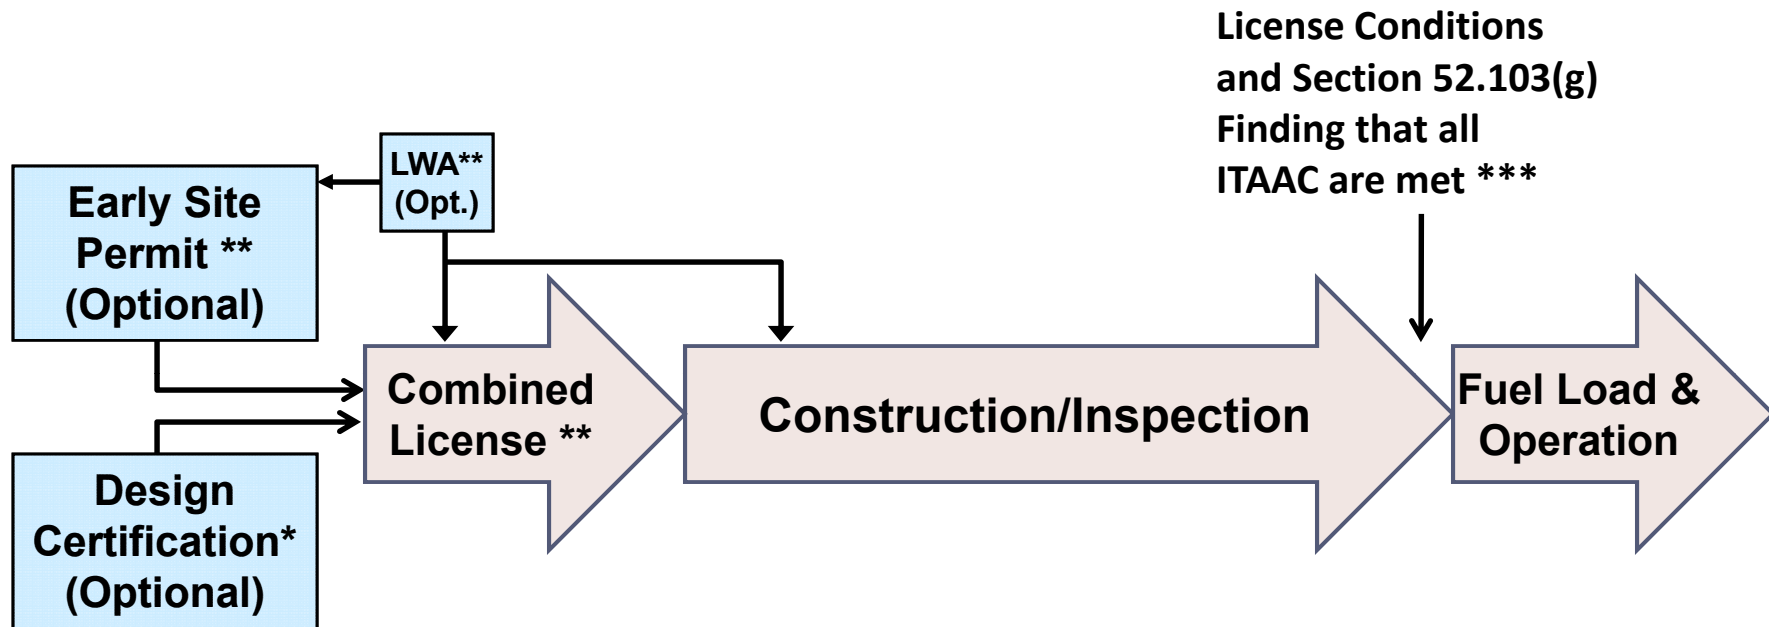 License Conditions
and Section 52.103(g)
Finding that all
ITAAC are met ***
LWA**
(Opt.)
Early Site
Permit **
(Optional)
Combined
License **
Construction/Inspection
Fuel Load &
Operation
Design
Certification*
(Optional)